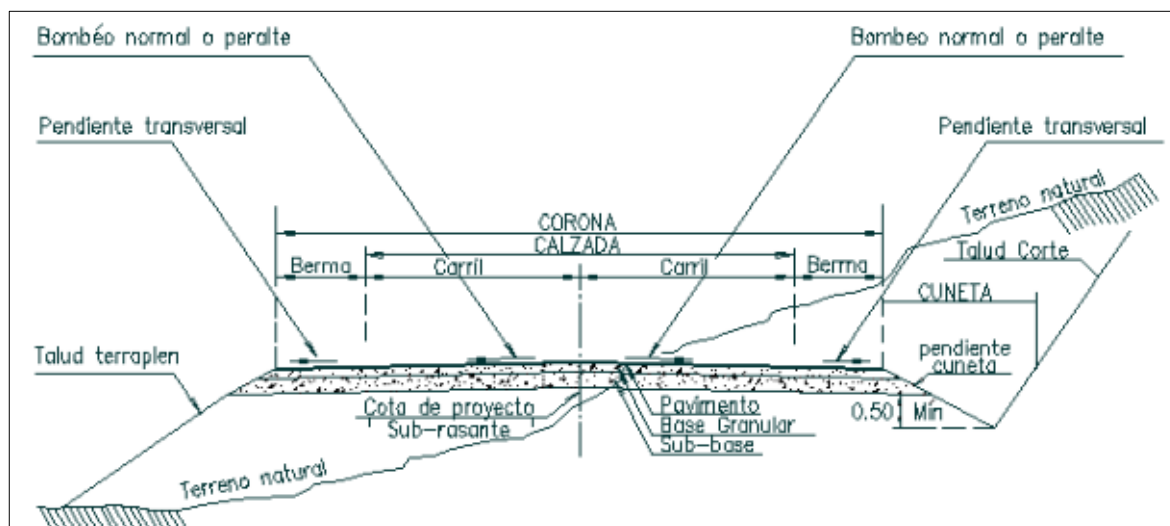 Bombéo normal o peralte
Bombeo normal o peralte
Pendiente transversal
Pendiente transversal
Terreno natural
CORONA
CALZADA
Talud Corte
Berma
Carril
Carril
Berma
CUNETA
Talud terraplen
pendiente
cuneta
Cota de proyecto
Pavimento
0.50 Mín
Sub-rasante
Base Granular
Sub-base
Terreno natural